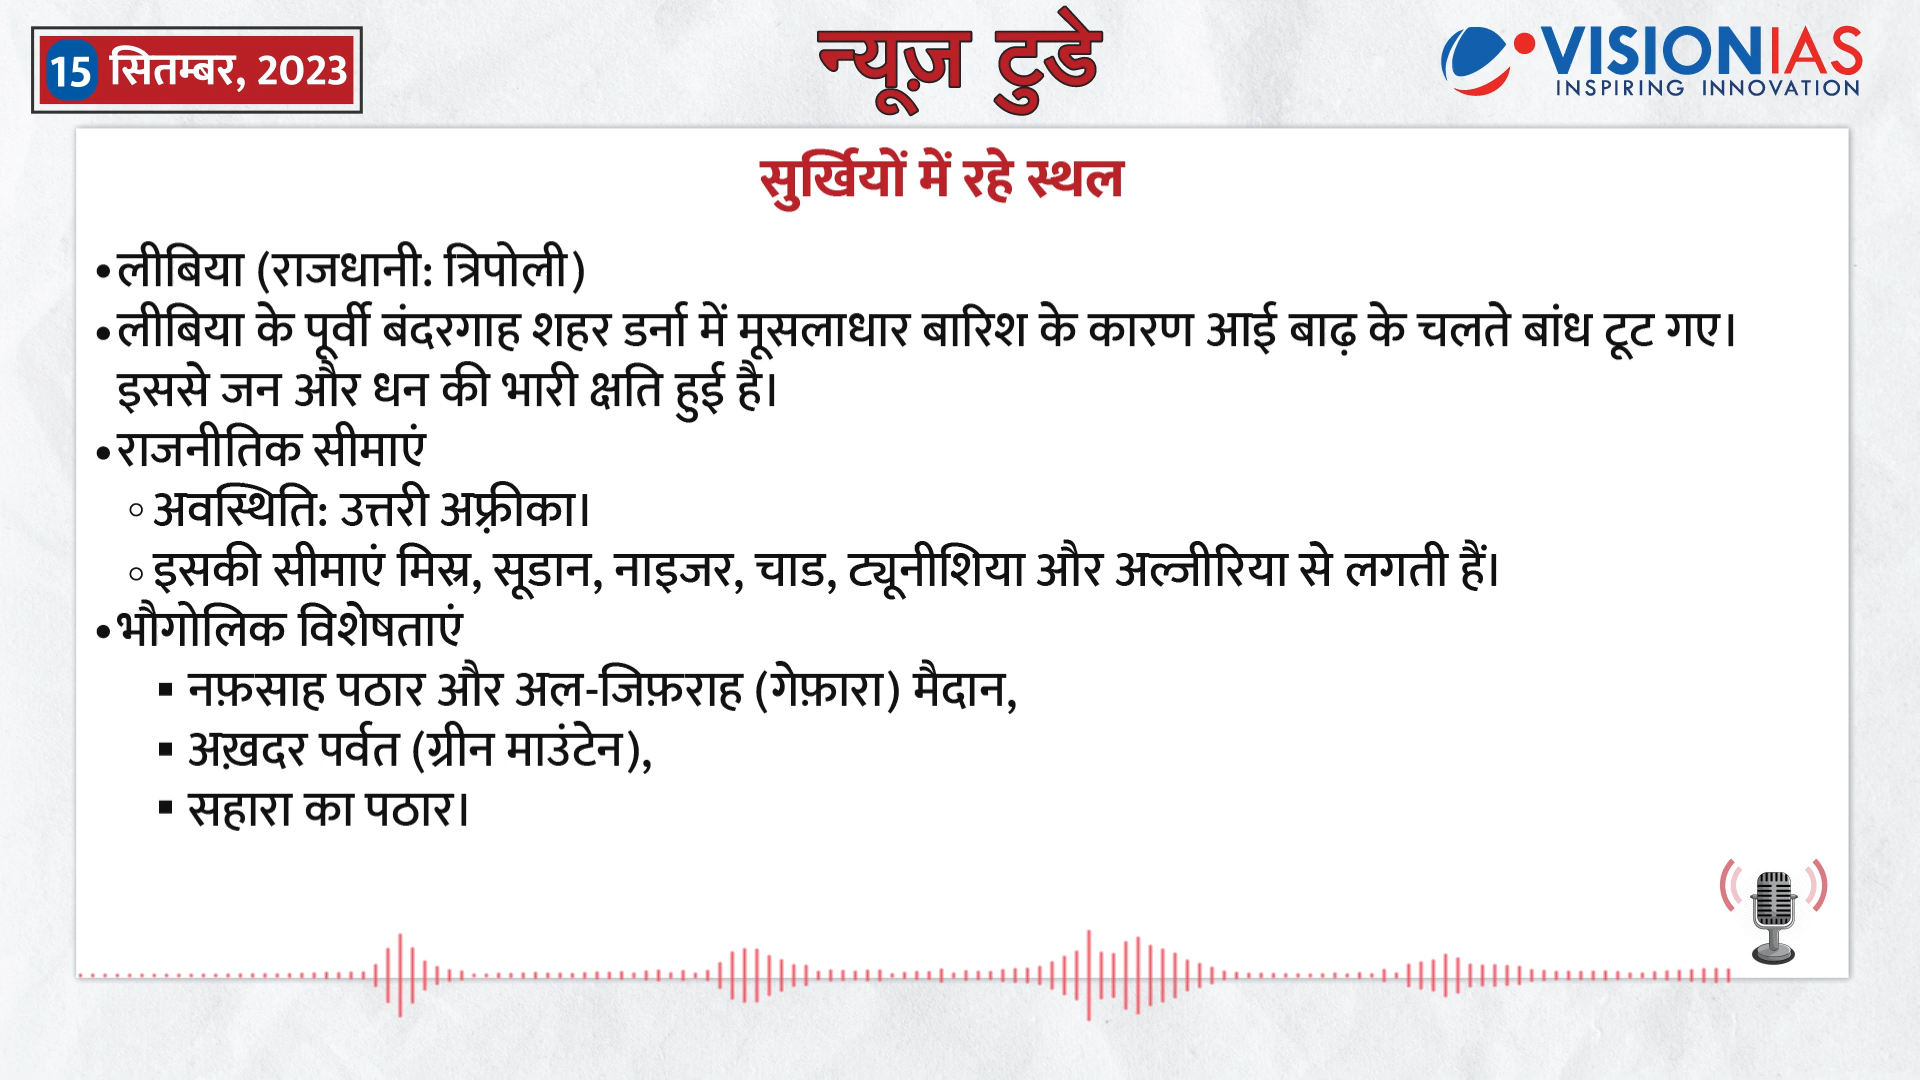 15 सितम्बर, 2023
न्यूज़ टुडे
VISIONIAS
INSPIRING INNOVATION
सुर्खियों में रहे स्थल
•लीबिया (राजधानी: त्रिपोली)
•लीबिया के पूर्वी बंदरगाह शहर डर्ना में मूसलाधार बारिश के कारण आई बाढ़ के चलते बांध टूट गए।
इससे जन और धन की भारी क्षति हुई है।
•राजनीतिक सीमाएं
◦अवस्थिति: उत्तरी अफ़्रीका।
◦इसकी सीमाएं मिस्र, सूडान, नाइजर, चाड, ट्यूनीशिया और अल्जीरिया से लगती हैं।
•भौगोलिक विशेषताएं
▪ नफ़साह पठार और अल-जिफ़राह (गेफ़ारा) मैदान,
▪ अख़दर पर्वत (ग्रीन माउंटेन),
▪ सहारा का पठार।